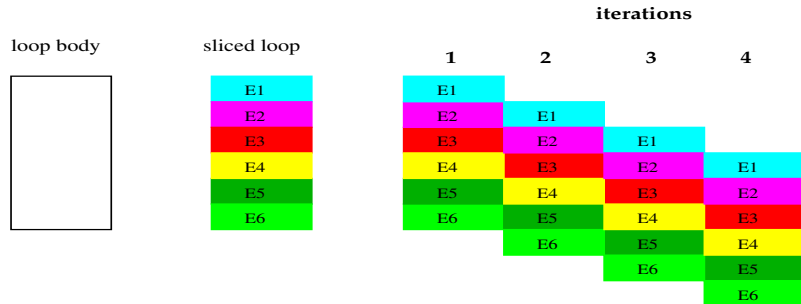 iterations
loop body sliced loop 1 2 3 4
E1 E1
E2 E2 E1
E3 E3 E2 E1
E4 E4 E3 E2 E1
E5 E5 E4 E3 E2
E6 E6 E5 E4 E3
E6 E5 E4
E6 E5
E6